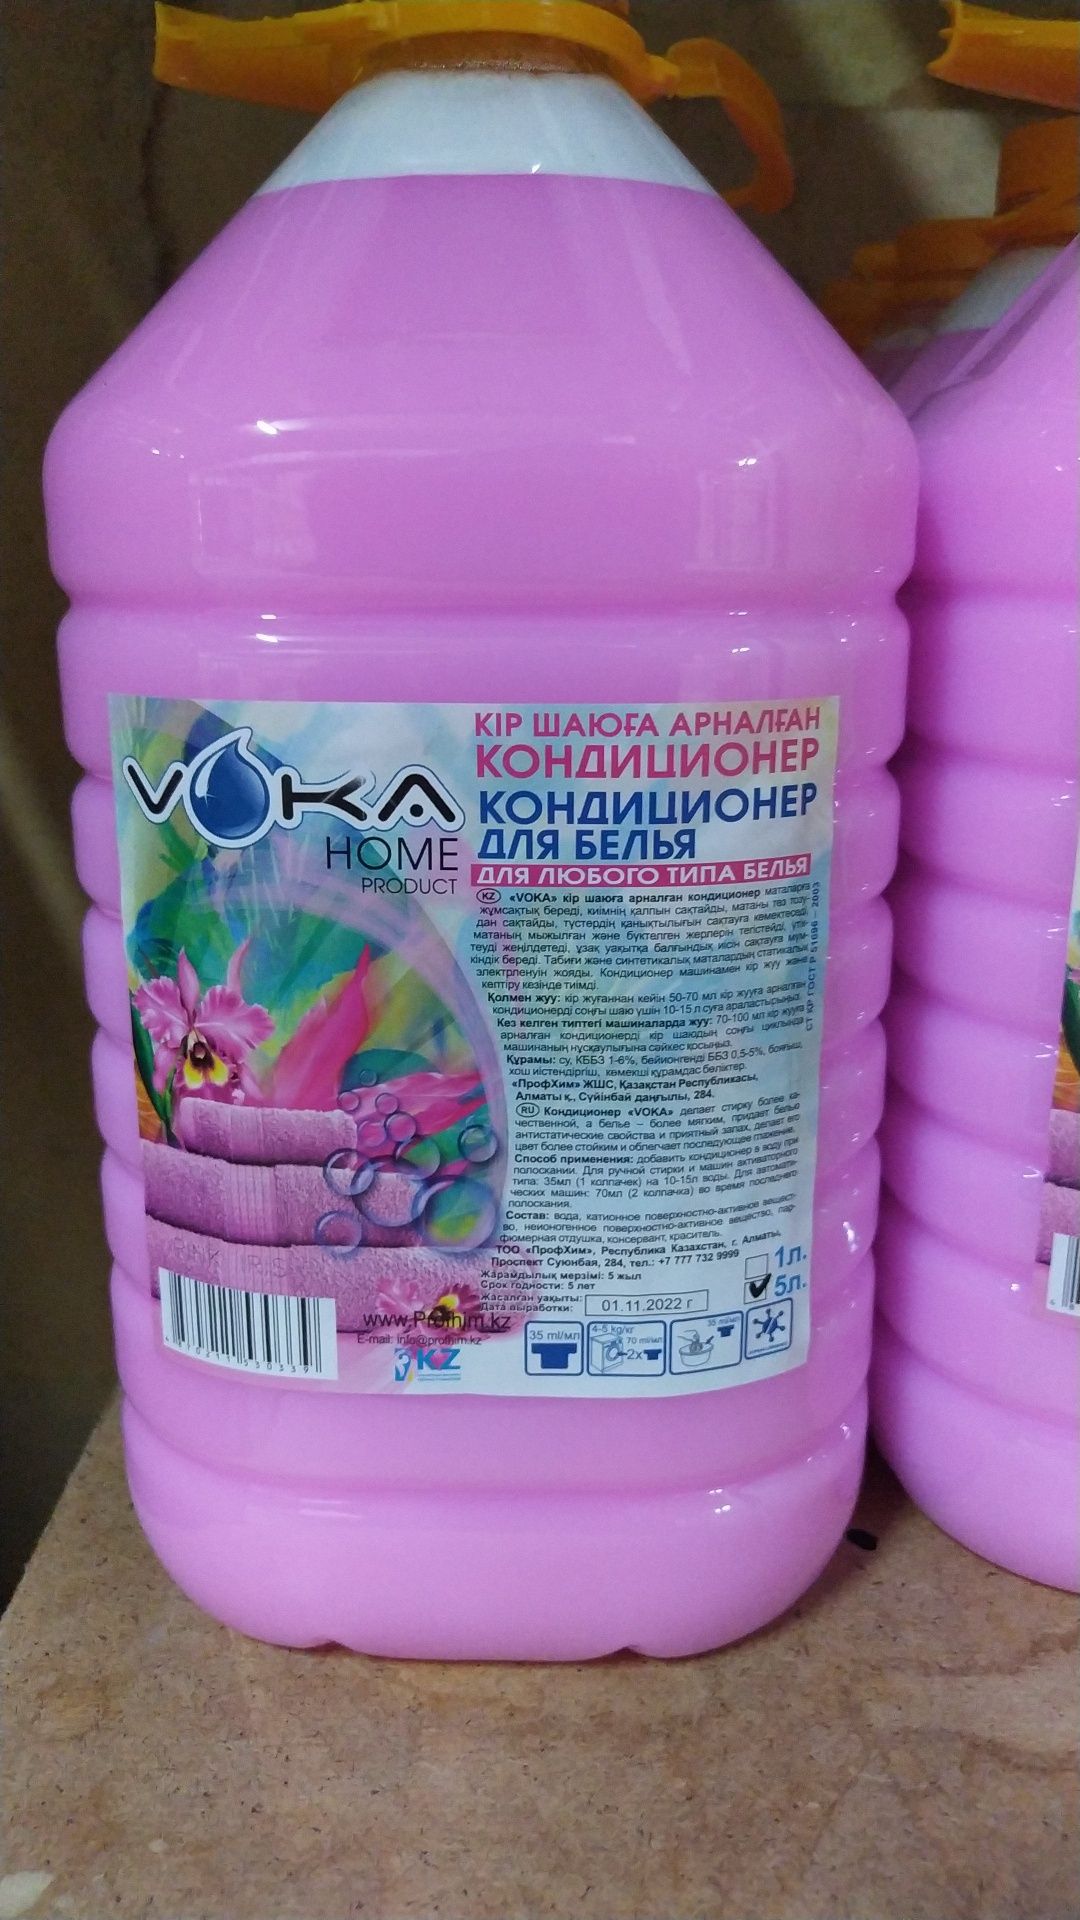 VOKA
HOME
PRODUCT
КІР ШАЮҒА АРНАЛҒАН
КОНДИЦИОНЕР
КОНДИЦИОНЕР
ДЛЯ БЕЛЬЯ
ДЛЯ ЛЮБОГО ТИПА БЕЛЬЯ
KZ «VOKA» кір шаюға арналған кондиционер маталарға
жұмсақтық береді, киімнің қалпын сақтайды, матаны тез тозу-
дан сақтайды, түстердің қанықтылығын сақтауға көмектеседі,
матаның мыжылған және бүктелген жерлерін тегістейді, үтік-
теуді жеңілдетеді, ұзақ уақытқа балғындық иісін сақтауға мүм-
кіндік береді. Табиғи және синтетикалық маталардың статикалық
электрленуін жояды. Кондиционер машинамен кір жуу және
кептіру кезінде тиімді.
Қолмен жуу: кір жуғаннан кейін 50-70 мл кір жууға арналған
кондиционерді соңғы шаю үшін 10-15 л суға араластырыңыз.
Кез келген типтегі машиналарда жуу: 70-100 мл кір жууға
арналған кондиционерді кір шаюдың соңғы циклында
машинаның нұсқаулығына сәйкес қосыңыз.
Құрамы: су, КББЗ 1-6%, бейионгенді ББЗ 0,5-5%, бояғыш,
хош иістендіргіш, көмекші құрамдас бөліктер.
«ПрофХим» ЖШС, Қазақстан Республикасы,
Алматы қ., Сүйінбай даңғылы, 284.
RU Кондиционер «VOKA» делает стирку более ка-
чественной, а белье – более мягким, придает белью
антистатические свойства и приятный запах, делает его
цвет более стойким и облегчает последующее глажение.
Способ применения: добавить кондиционер в воду при
полоскании. Для ручной стирки и машин активаторного
типа: 35мл (1 колпачек) на 10-15л воды. Для автомати-
ческих машин: 70мл (2 колпачка) во время последнего
полоскания.
Состав: вода, катионное поверхностно-активное вещест-
во, неионогенное поверхностно-активное вещество, пар-
фюмерная отдушка, консервант, краситель.
ТОО «ПрофХим», Республика Казахстан, г. Алматы,
Проспект Суюнбая, 284, тел.: +7 777 732 9999
Жарамдылық мерзімі: 5 жыл
Срок годности: 5 лет
Жасалған уақыты:
Дата выработки:
01.11.2022 г
1л.
5л.
СТ КР ГОСТ Р 51696 – 2003
www.Profhim.kz
E-mail: info@profhim.kz
KZ
35 ml/мл
4-5 kg/кг
70 ml/мл
2x
35 ml/мл